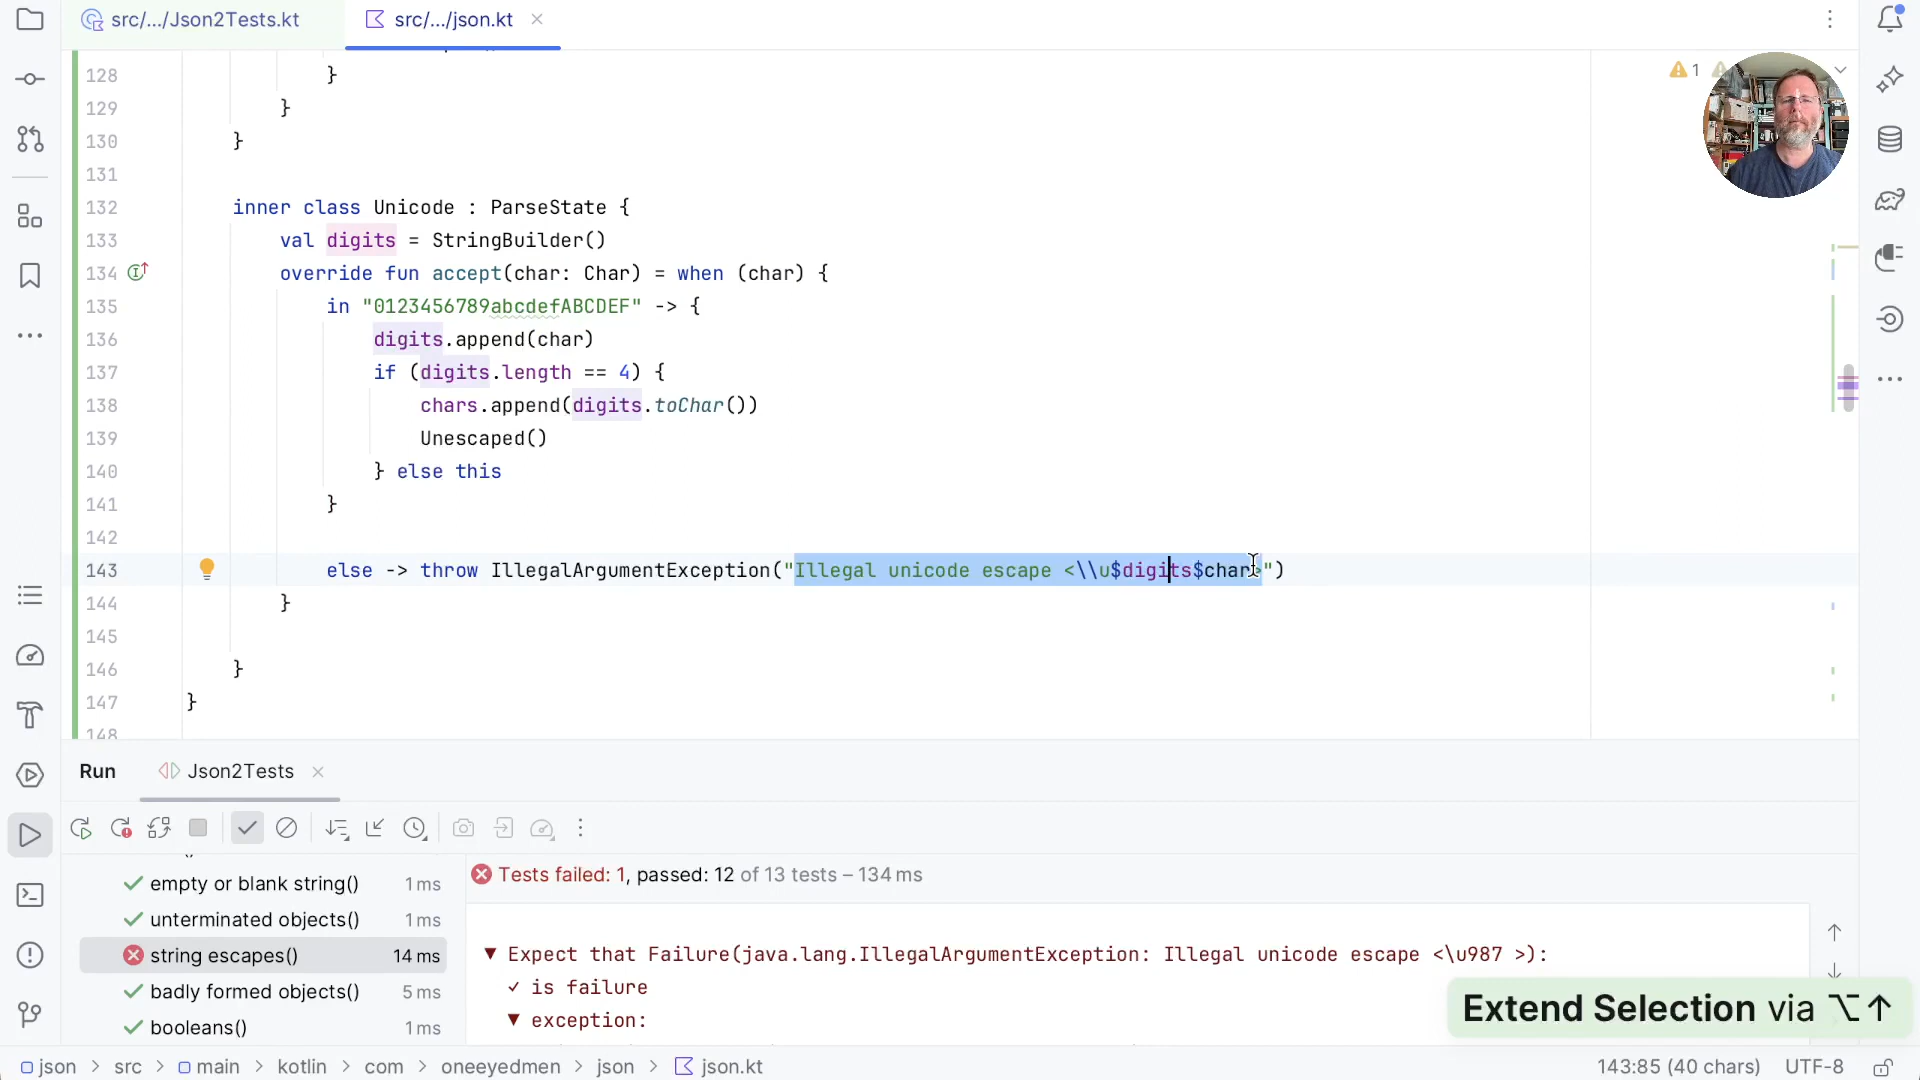 src/.../Json2Tests.kt
src/.../json.kt
1
128 }
129 }
130 }
131
132 inner class Unicode : ParseState {
133 val digits = StringBuilder()
134 override fun accept(char: Char) = when (char) {
135 in "0123456789abcdefABCDEF" -> {
136 digits.append(char)
137 if (digits.length == 4) {
138 chars.append(digits.toChar())
139 Unescaped()
140 } else this
141 }
142
143 else -> throw IllegalArgumentException("Illegal unicode escape <\\u$digits$char>")
144 }
145
146 }
147 }
148
Run Json2Tests
empty or blank string() 1 ms
unterminated objects() 1 ms
string escapes() 14 ms
badly formed objects() 5 ms
booleans() 1 ms
Tests failed: 1, passed: 12 of 13 tests – 134 ms
▼ Expect that Failure(java.lang.IllegalArgumentException: Illegal unicode escape <\u987 >):
✓ is failure
▼ exception:
Extend Selection via ⌥↑
json > src > main > kotlin > com > oneeyedmen > json > json.kt
143:85 (40 chars) UTF-8